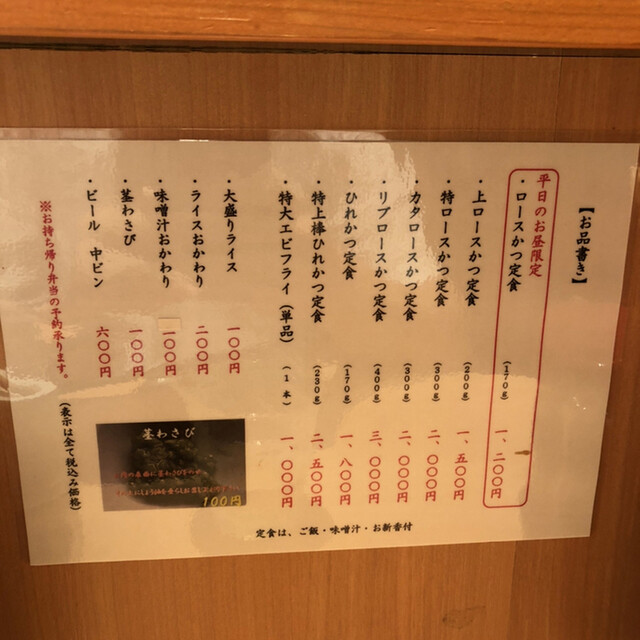 【お品書き】
平日のお昼限定
・ロースかつ定食 (170g) 一、二〇〇円
・上ロースかつ定食 (200g) 一、五〇〇円
・特ロースかつ定食 (300g) 二、〇〇〇円
・カタロースかつ定食 (300g) 二、〇〇〇円
・リブロースかつ定食 (400g) 三、〇〇〇円
・ひれかつ定食 (170g) 一、八〇〇円
・特上棒ひれかつ定食 (230g) 二、五〇〇円
・特大エビフライ(単品) (1本) 一、〇〇〇円
・大盛りライス 一〇〇円
・ライスおかわり 二〇〇円
・味噌汁おかわり 一〇〇円
・茎わさび 一〇〇円
・ビール 中ビン 六〇〇円
※お持ち帰り弁当の予約承ります。
(表示は全て税込み価格)
茎わさび
100円
定食は、ご飯・味噌汁・お新香付